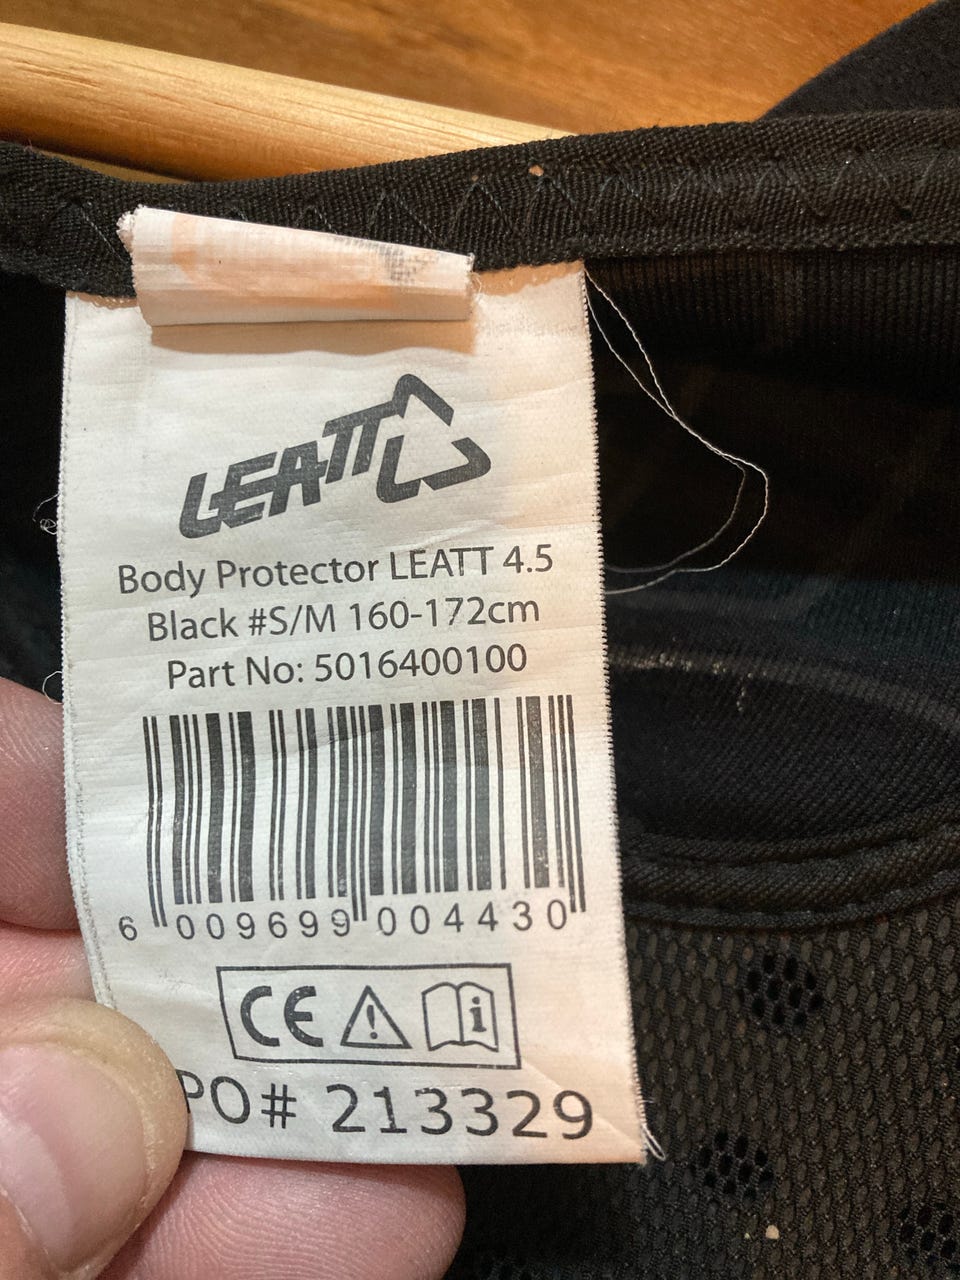 LEATT
Body Protector LEATT 4.5
Black #S/M 160-172cm
Part No: 5016400100
6 009699 004430
CE i
PO# 213329